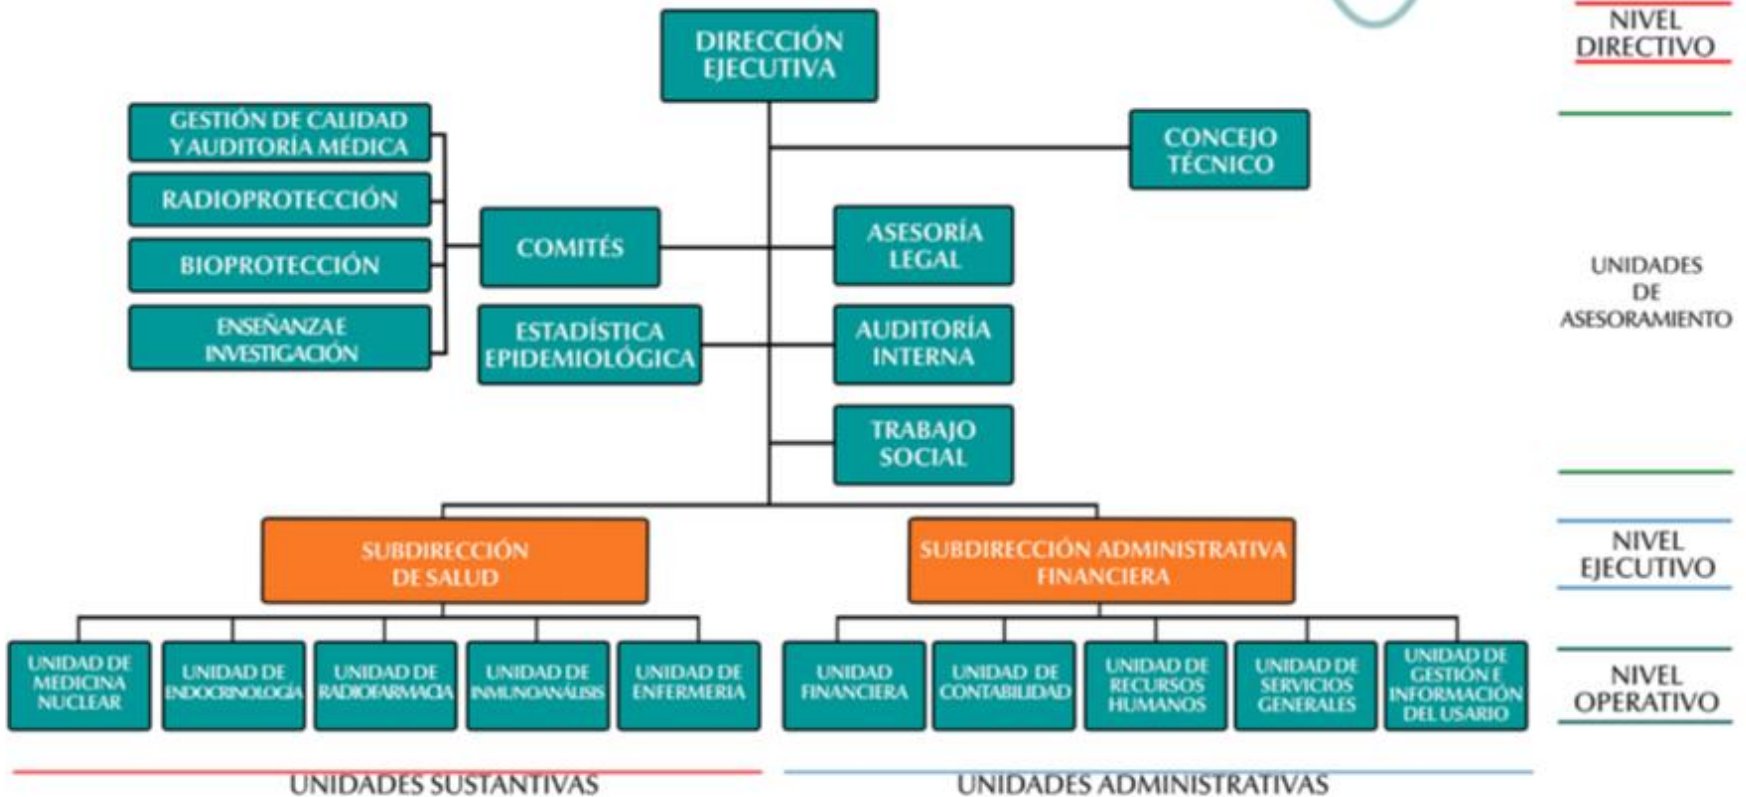 DIRECCIÓN
EJECUTIVA
NIVEL
DIRECTIVO
GESTIÓN DE CALIDAD
Y AUDITORÍA MÉDICA
RADIOPROTECCIÓN
BIOPROTECCIÓN
ENSEÑANZA E
INVESTIGACIÓN
COMITÉS
ESTADÍSTICA
EPIDEMIOLÓGICA
CONCEJO
TÉCNICO
ASESORÍA
LEGAL
AUDITORÍA
INTERNA
TRABAJO
SOCIAL
UNIDADES
DE
ASESORAMIENTO
SUBDIRECCIÓN
DE SALUD
SUBDIRECCIÓN ADMINISTRATIVA
FINANCIERA
NIVEL
EJECUTIVO
UNIDAD DE
MEDICINA
NUCLEAR
UNIDAD DE
ENDOCRINOLOGÍA
UNIDAD DE
RADIOFARMACIA
UNIDAD DE
INMUNOANÁLISIS
UNIDAD DE
ENFERMERIA
UNIDAD
FINANCIERA
UNIDAD DE
CONTABILIDAD
UNIDAD DE
RECURSOS
HUMANOS
UNIDAD DE
SERVICIOS
GENERALES
UNIDAD DE
GESTIÓN E
INFORMACIÓN
DEL USARIO
NIVEL
OPERATIVO
UNIDADES SUSTANTIVAS
UNIDADES ADMINISTRATIVAS